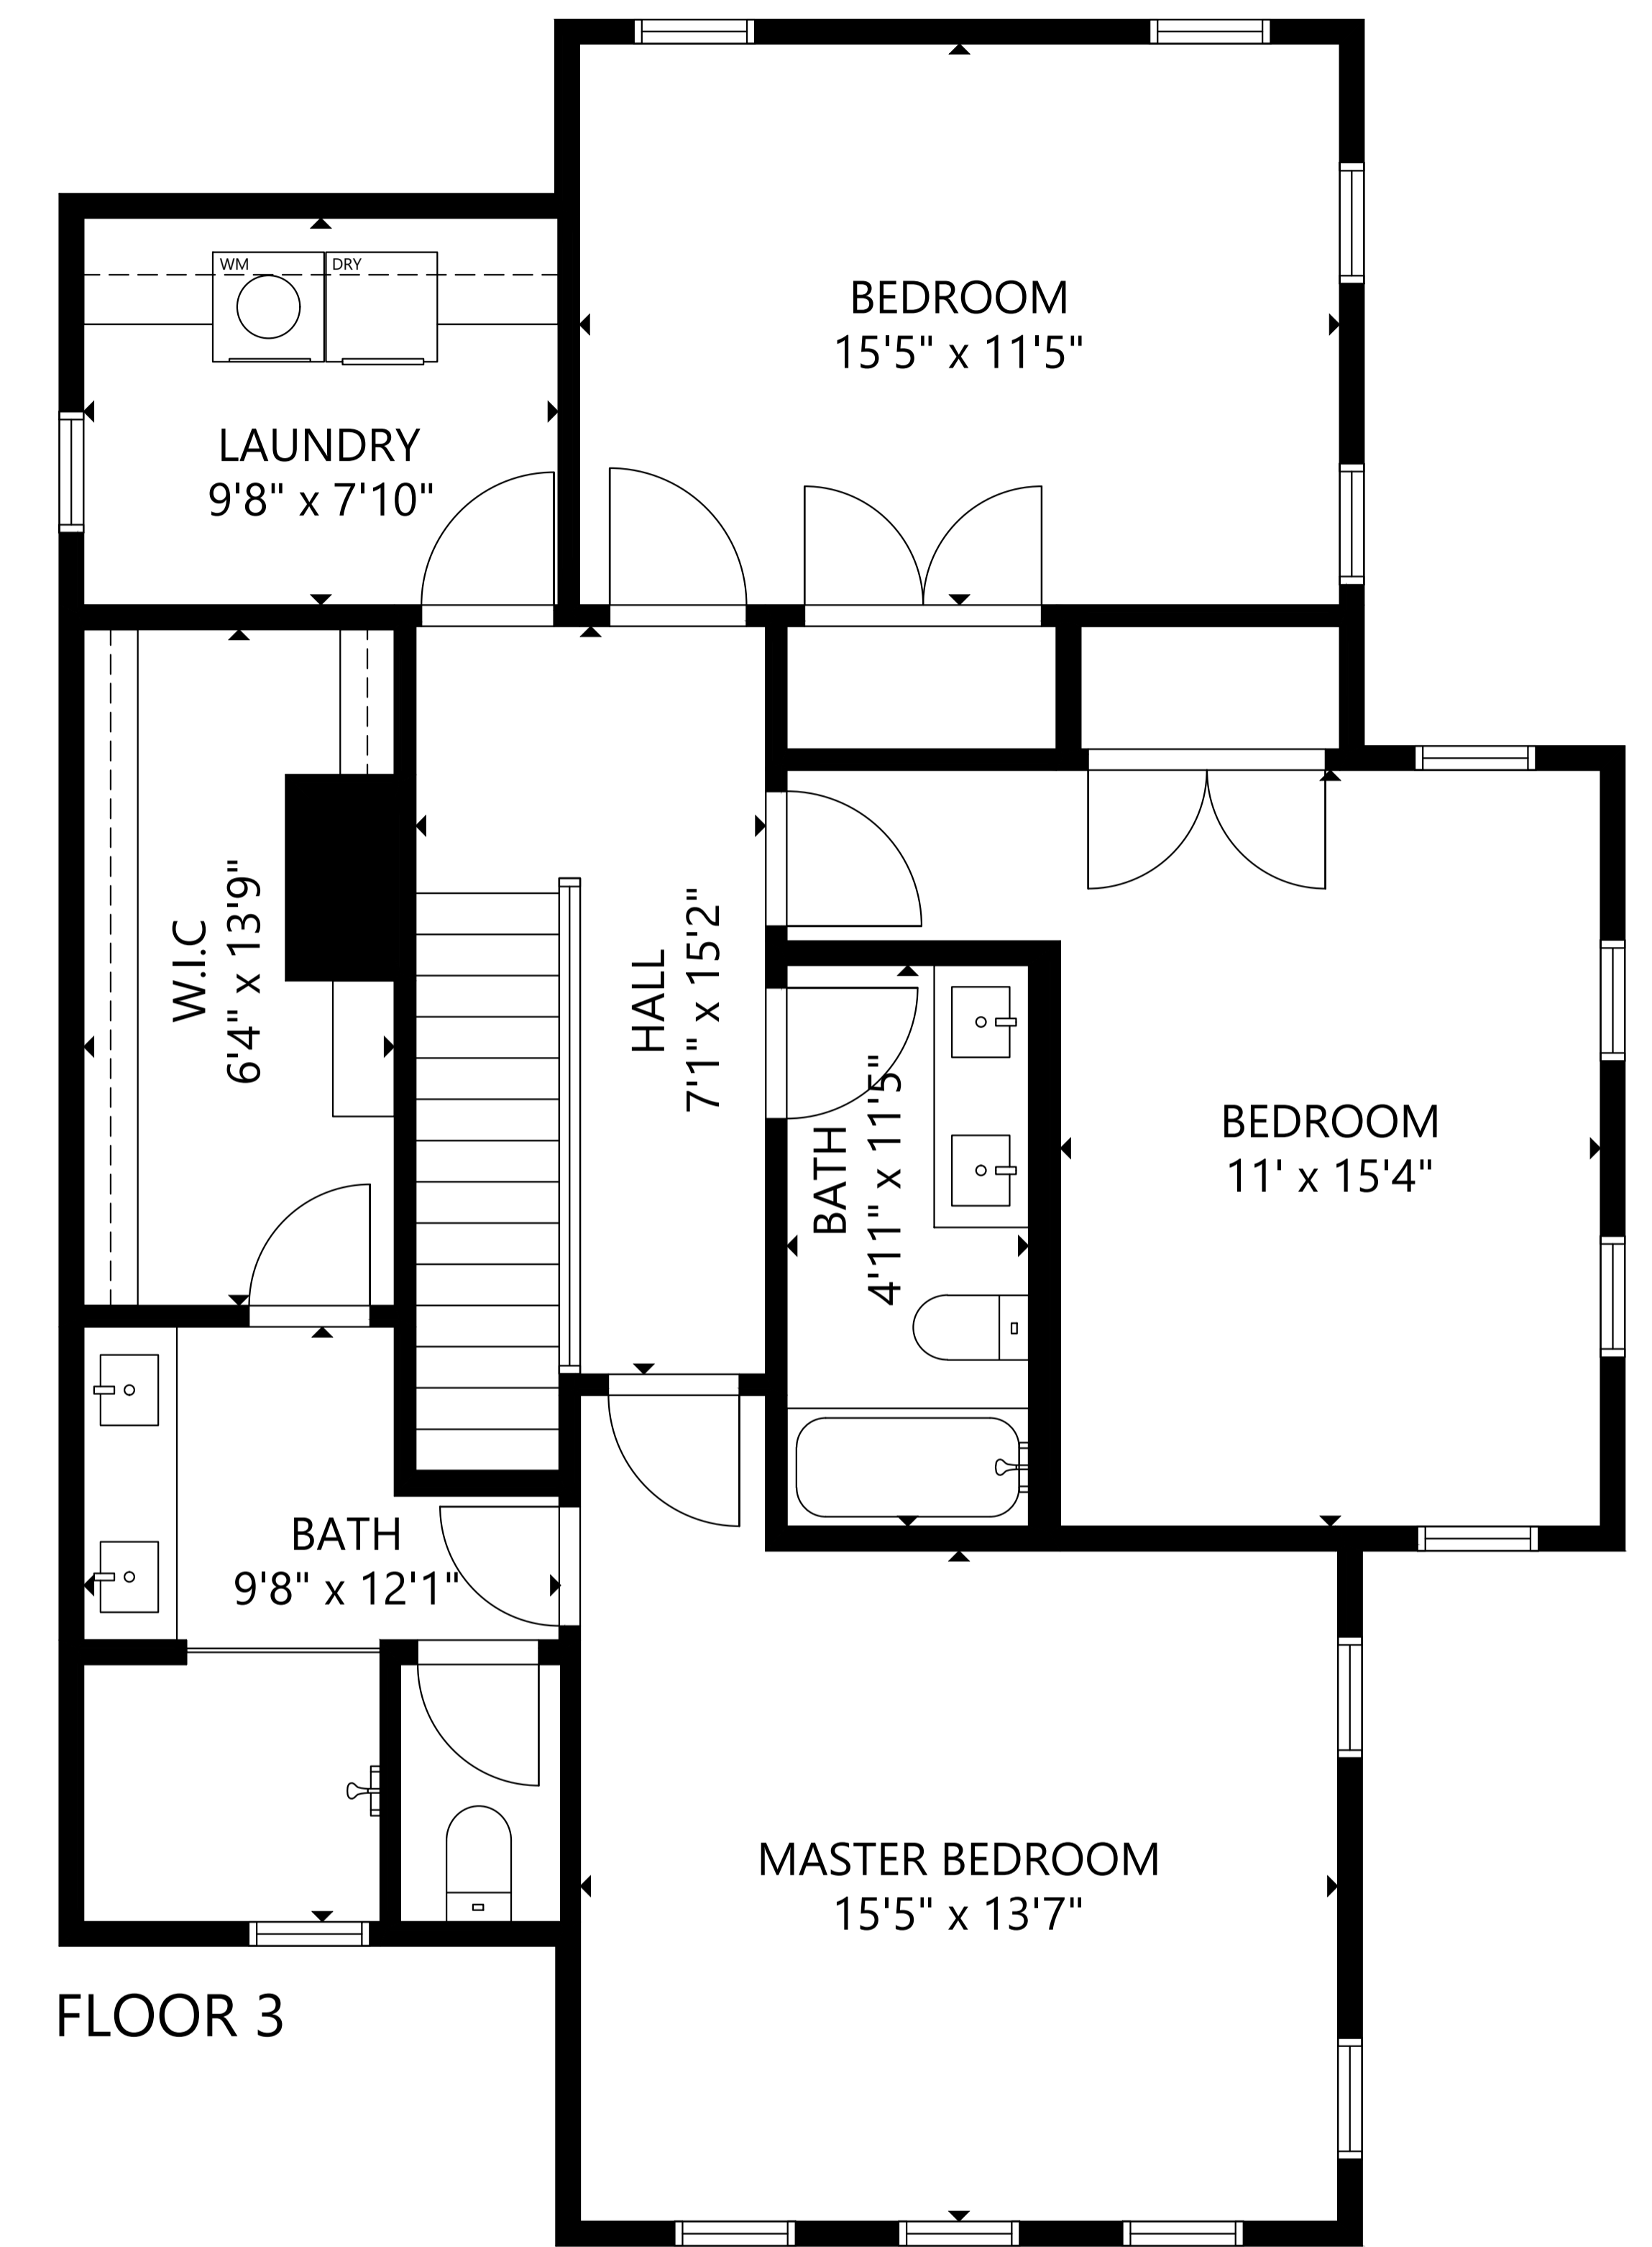 BEDROOM
15'5" x 11'5"
WM
DRY
LAUNDRY
9'8" x 7'10"
W.I.C
6'4" x 13'9"
HALL
7'1" x 15'2"
BATH
4'11" x 11'5"
BEDROOM
11' x 15'4"
BATH
9'8" x 12'1"
MASTER BEDROOM
15'5" x 13'7"
FLOOR 3